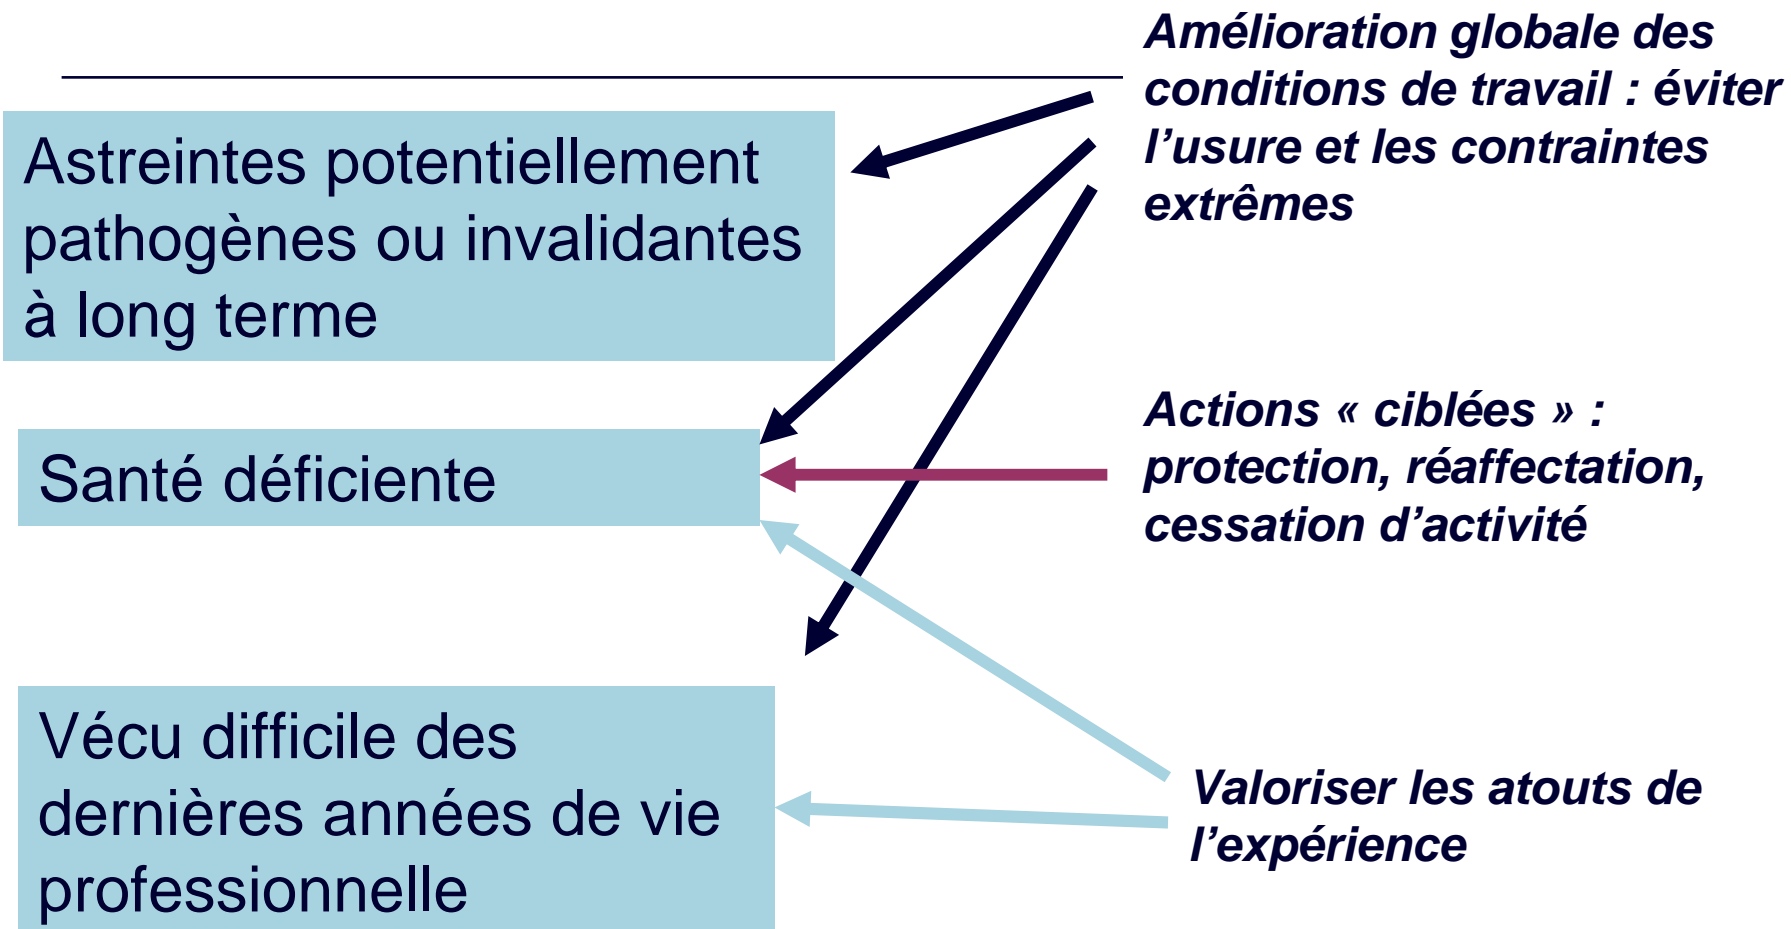 Amélioration globale des
conditions de travail : éviter
l’usure et les contraintes
extrêmes
Astreintes potentiellement
pathogènes ou invalidantes
à long terme
Actions « ciblées » :
protection, réaffectation,
cessation d’activité
Santé déficiente
Vécu difficile des
dernières années de vie
professionnelle
Valoriser les atouts de
l’expérience